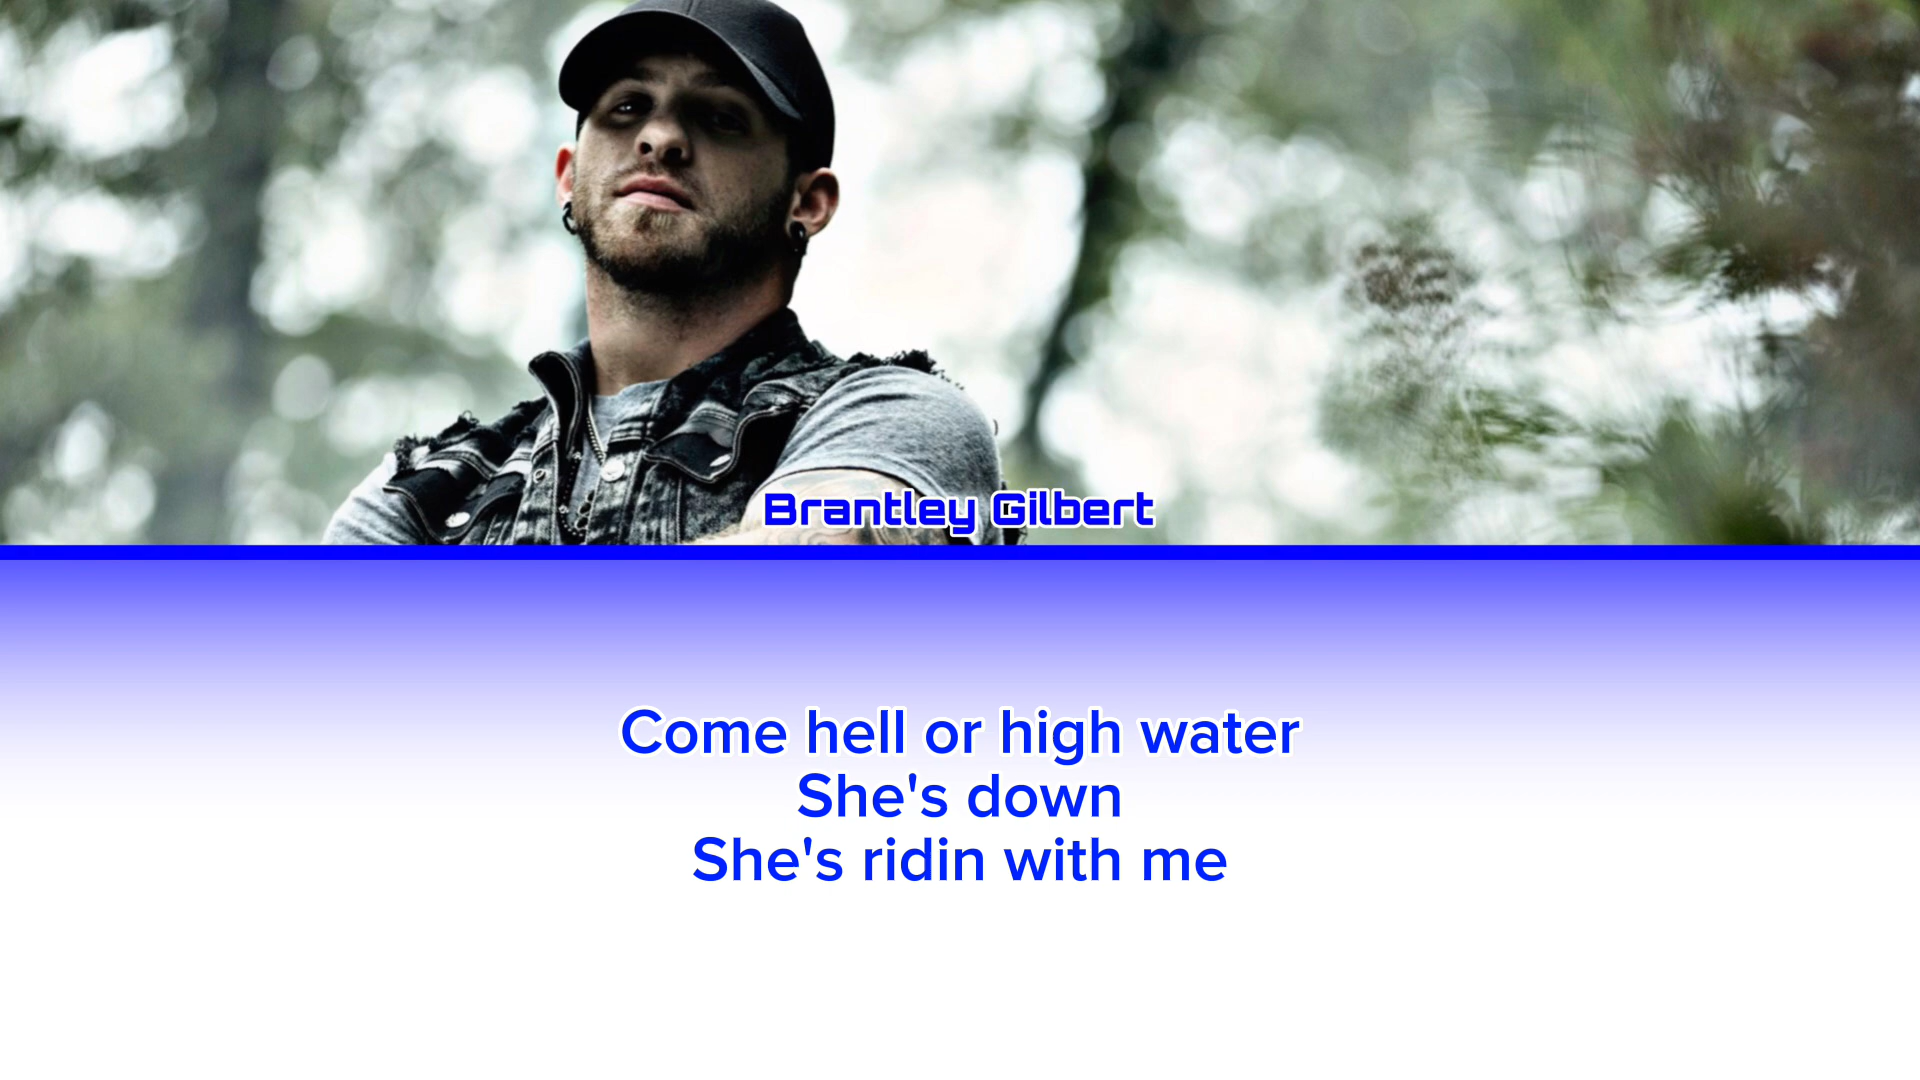 Brantley Gilbert
Come hell or high water
She's down
She's ridin with me